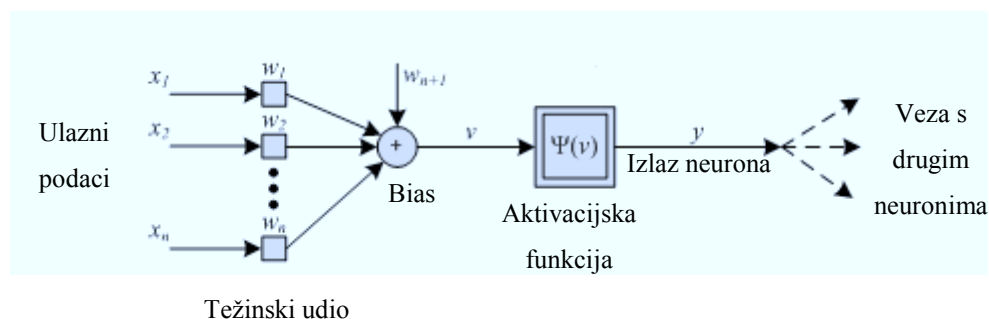 Ulazni
podaci
x1
x2
xn
w1
w2
wn
Težinski udio
wn+1
+
Bias
v
Ψ(v)
Aktivacijska
funkcija
y
Izlaz neurona
Veza s
drugim
neuronima